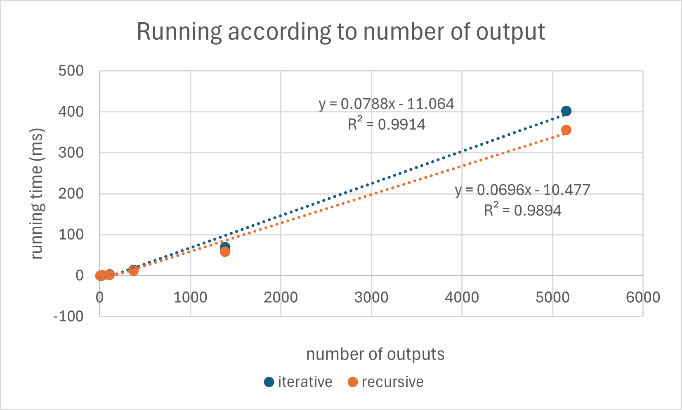 Running according to number of output
500
400
300
200
100
0
-100
running time (ms)
y = 0.0788x - 11.064
R² = 0.9914
y = 0.0696x - 10.477
R² = 0.9894
0 1000 2000 3000 4000 5000 6000
number of outputs
iterative recursive